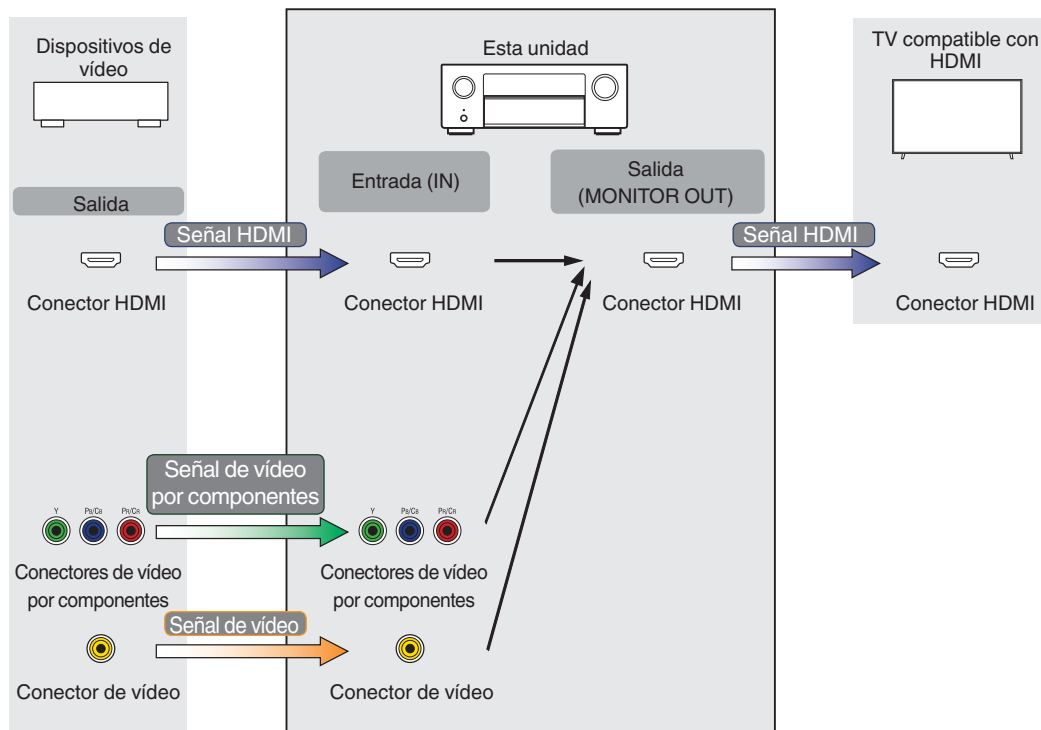 Dispositivos de
vídeo
Esta unidad
TV compatible con
HDMI
Salida
Entrada (IN)
Salida
(MONITOR OUT)
Señal HDMI
Señal HDMI
Conector HDMI
Conector HDMI
Conector HDMI
Conector HDMI
Señal de vídeo
por componentes
Y PB/CB PR/CR
Y PB/CB PR/CR
Conectores de vídeo
por componentes
Conectores de vídeo
por componentes
Señal de vídeo
Conector de vídeo
Conector de vídeo